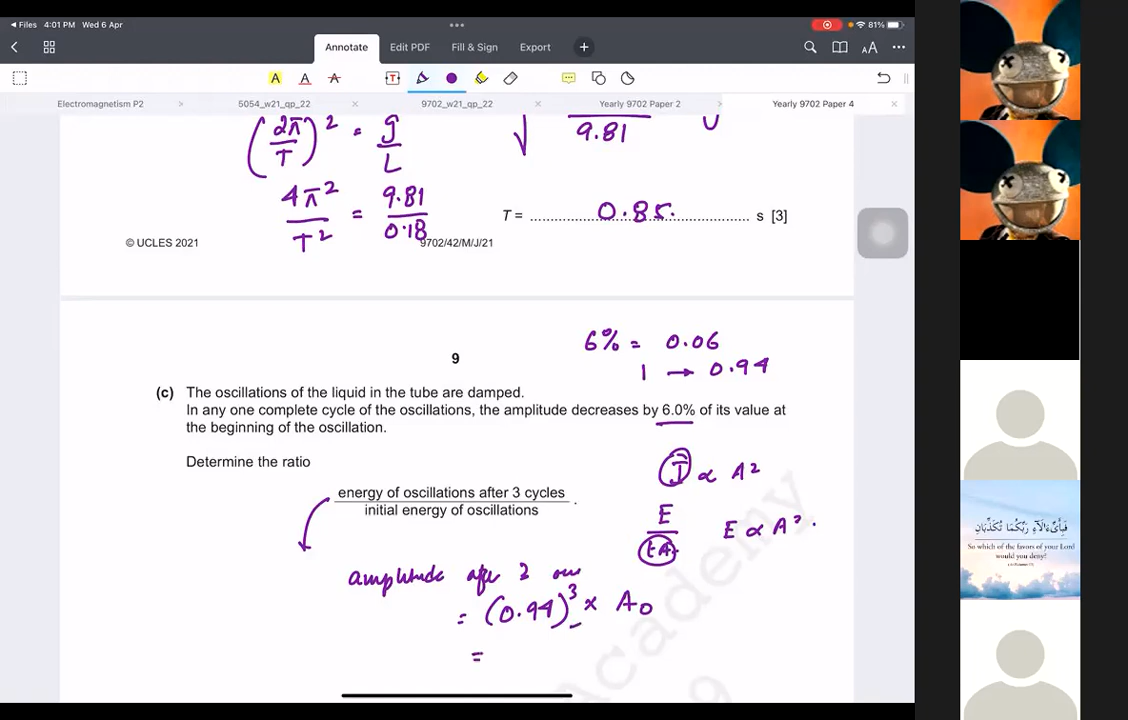 Files 4:01 PM Wed 6 Apr
81%
Annotate Edit PDF Fill & Sign Export
Electromagnetism P2 5054_w21_qp_22 9702_w21_qp_22 Yearly 9702 Paper 2 Yearly 9702 Paper 4
(2π/T)² = g/L
√ 9.81
4π²/T² = 9.81/0.18
T = 0.85 s [3]
© UCLES 2021
9702/42/M/J/21
9
6% = 0.06
1 → 0.94
(c) The oscillations of the liquid in the tube are damped.
In any one complete cycle of the oscillations, the amplitude decreases by 6.0% of its value at
the beginning of the oscillation.
Determine the ratio
energy of oscillations after 3 cycles
initial energy of oscillations
.
I ∝ A²
E/tA
E ∝ A².
amplitude after 3
= (0.94)³ × A₀
=
Academy
9
فَبِأَيِّ ءَالَآءِ رَبِّكُمَا تُكَذِّبَانِ
So which of the favors of your Lord
would you deny?